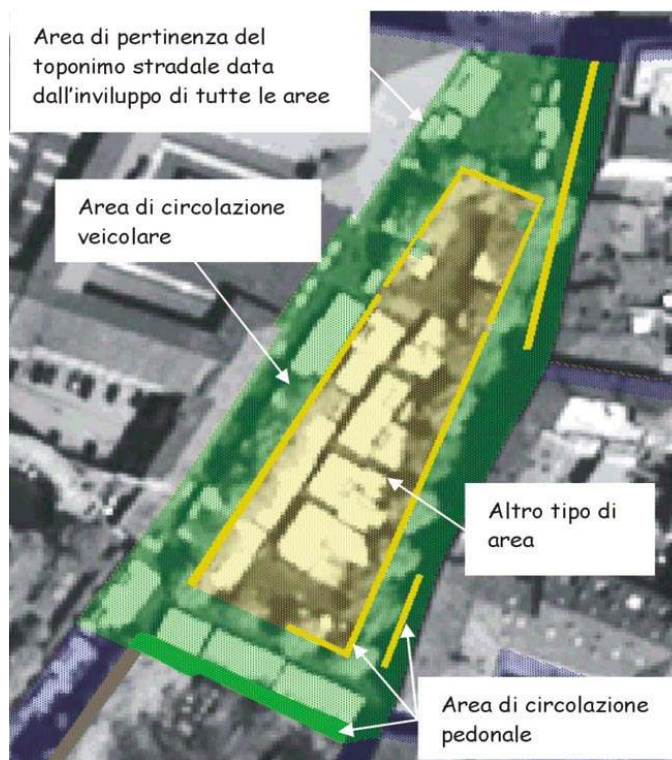 Area di pertinenza del
toponimo stradale data
dall'inviluppo di tutte le aree
Area di circolazione
veicolare
Altro tipo di
area
Area di circolazione
pedonale